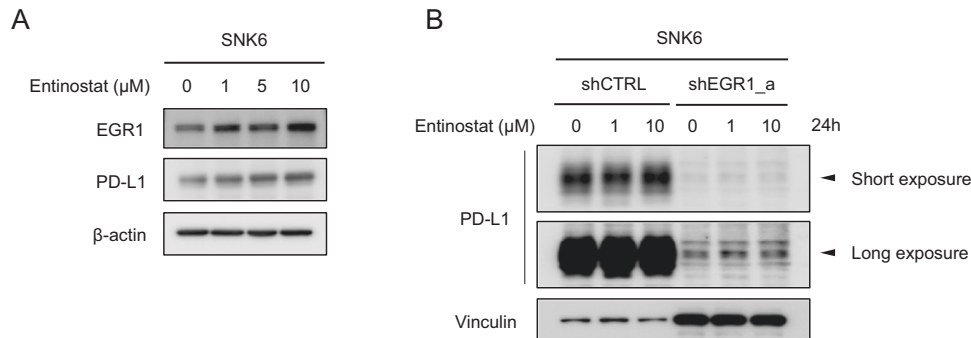 A
SNK6
Entinostat (μM) 0 1 5 10
EGR1
PD-L1
β-actin
B
SNK6
shCTRL shEGR1_a
Entinostat (μM) 0 1 10 0 1 10 24h
PD-L1
Short exposure
Long exposure
Vinculin